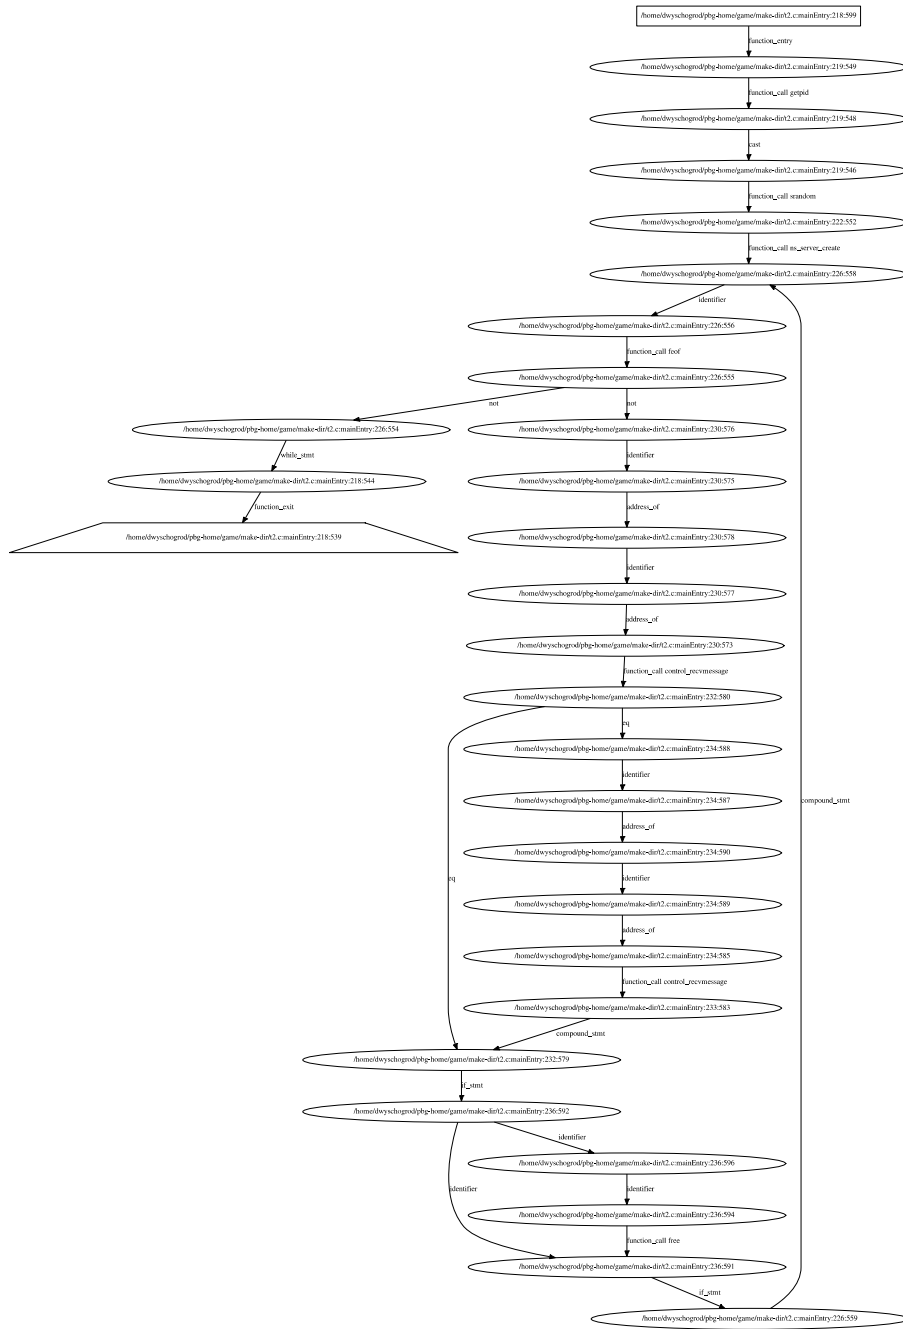 /home/dwyschogrod/pbg-home/game/make-dir/t2.c:mainEntry:218:599
function_entry
/home/dwyschogrod/pbg-home/game/make-dir/t2.c:mainEntry:219:549
function_call getpid
/home/dwyschogrod/pbg-home/game/make-dir/t2.c:mainEntry:219:548
cast
/home/dwyschogrod/pbg-home/game/make-dir/t2.c:mainEntry:219:546
function_call srandom
/home/dwyschogrod/pbg-home/game/make-dir/t2.c:mainEntry:222:552
function_call ns_server_create
/home/dwyschogrod/pbg-home/game/make-dir/t2.c:mainEntry:226:558
identifier
/home/dwyschogrod/pbg-home/game/make-dir/t2.c:mainEntry:226:556
function_call feof
/home/dwyschogrod/pbg-home/game/make-dir/t2.c:mainEntry:226:555
not
not
/home/dwyschogrod/pbg-home/game/make-dir/t2.c:mainEntry:226:554
/home/dwyschogrod/pbg-home/game/make-dir/t2.c:mainEntry:230:576
while_stmt
identifier
/home/dwyschogrod/pbg-home/game/make-dir/t2.c:mainEntry:218:544
/home/dwyschogrod/pbg-home/game/make-dir/t2.c:mainEntry:230:575
function_exit
address_of
/home/dwyschogrod/pbg-home/game/make-dir/t2.c:mainEntry:218:539
/home/dwyschogrod/pbg-home/game/make-dir/t2.c:mainEntry:230:578
identifier
/home/dwyschogrod/pbg-home/game/make-dir/t2.c:mainEntry:230:577
address_of
/home/dwyschogrod/pbg-home/game/make-dir/t2.c:mainEntry:230:573
function_call control_recvmessage
/home/dwyschogrod/pbg-home/game/make-dir/t2.c:mainEntry:232:580
eq
/home/dwyschogrod/pbg-home/game/make-dir/t2.c:mainEntry:234:588
identifier
/home/dwyschogrod/pbg-home/game/make-dir/t2.c:mainEntry:234:587
compound_stmt
address_of
/home/dwyschogrod/pbg-home/game/make-dir/t2.c:mainEntry:234:590
eq
identifier
/home/dwyschogrod/pbg-home/game/make-dir/t2.c:mainEntry:234:589
address_of
/home/dwyschogrod/pbg-home/game/make-dir/t2.c:mainEntry:234:585
function_call control_recvmessage
/home/dwyschogrod/pbg-home/game/make-dir/t2.c:mainEntry:233:583
compound_stmt
/home/dwyschogrod/pbg-home/game/make-dir/t2.c:mainEntry:232:579
if_stmt
/home/dwyschogrod/pbg-home/game/make-dir/t2.c:mainEntry:236:592
identifier
/home/dwyschogrod/pbg-home/game/make-dir/t2.c:mainEntry:236:596
identifier
identifier
/home/dwyschogrod/pbg-home/game/make-dir/t2.c:mainEntry:236:594
function_call free
/home/dwyschogrod/pbg-home/game/make-dir/t2.c:mainEntry:236:591
if_stmt
/home/dwyschogrod/pbg-home/game/make-dir/t2.c:mainEntry:226:559